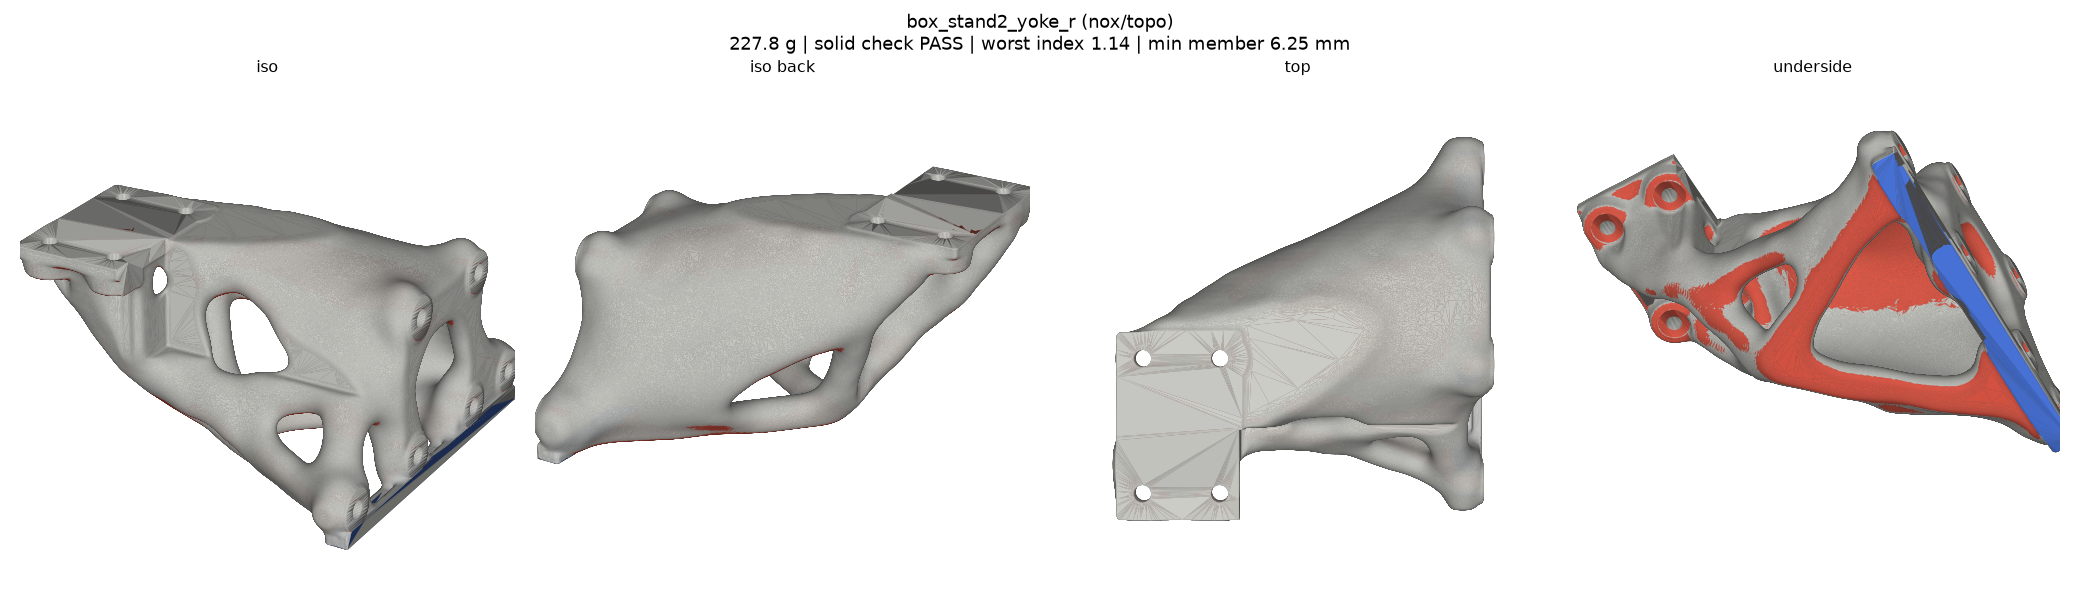 box_stand2_yoke_r (nox/topo)
227.8 g | solid check PASS | worst index 1.14 | min member 6.25 mm
iso
iso back
top
underside